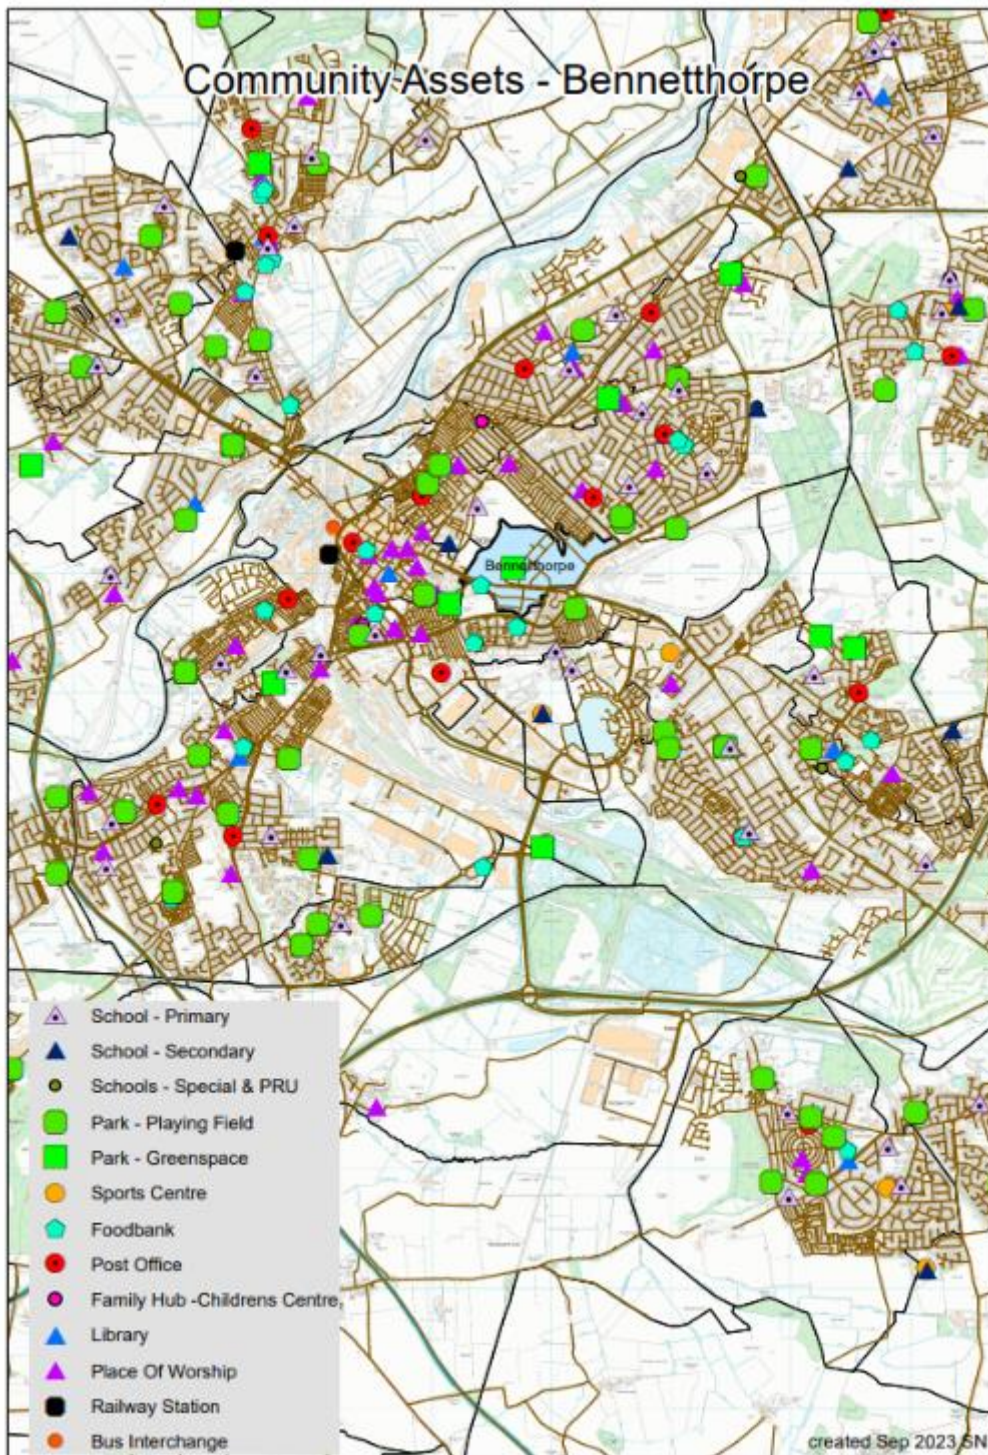 Community Assets - Bennetthorpe
Bennetthorpe
School - Primary
School - Secondary
Schools - Special & PRU
Park - Playing Field
Park - Greenspace
Sports Centre
Foodbank
Post Office
Family Hub -Childrens Centre,
Library
Place Of Worship
Railway Station
Bus Interchange
created Sep 2023 SN